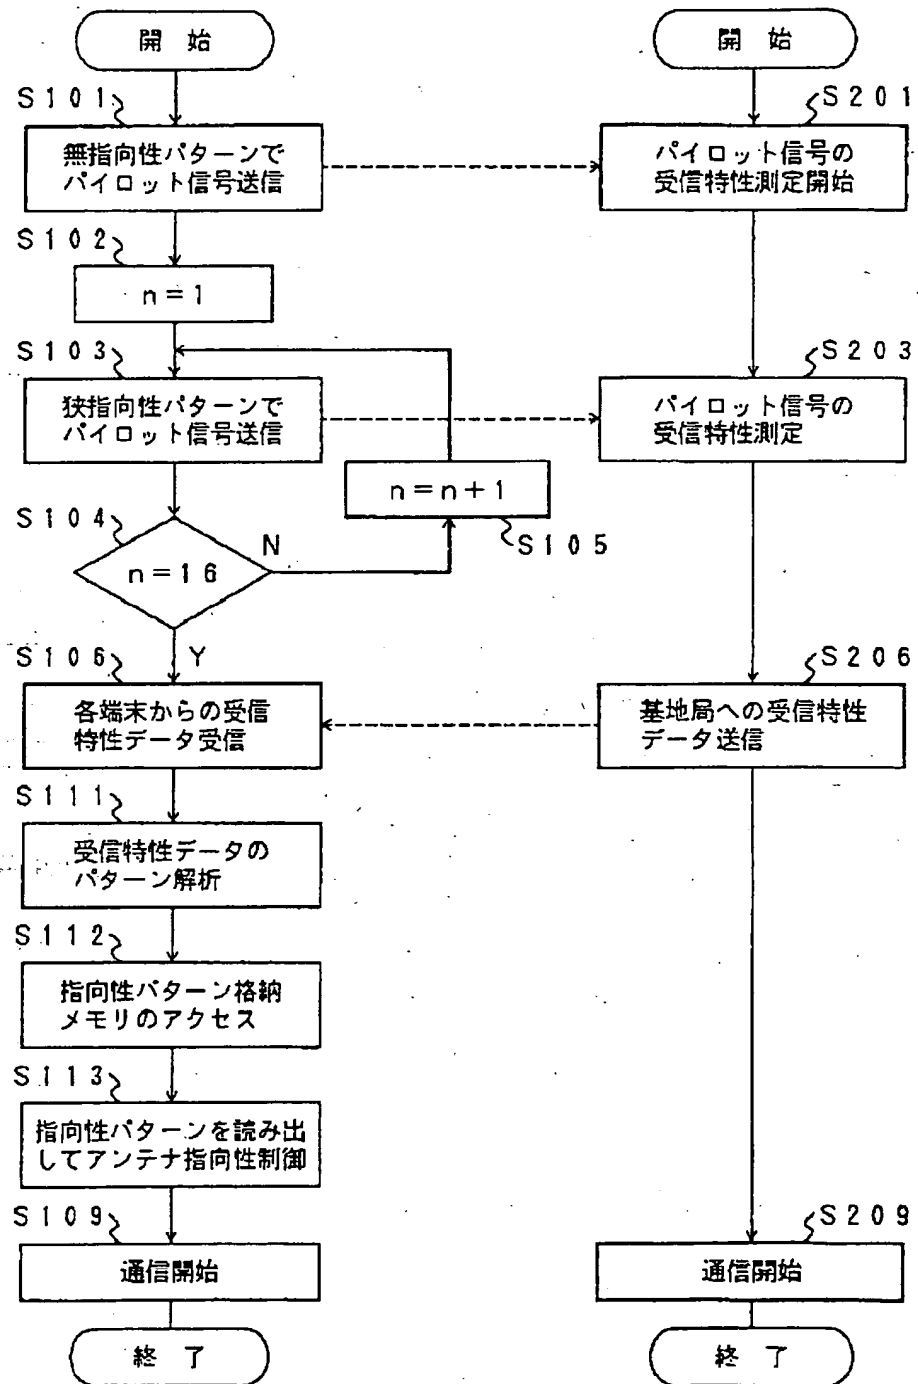 開 始
S101
無指向性パターンで
パイロット信号送信
S102
n=1
S103
狭指向性パターンで
パイロット信号送信
n=n+1
S105
S104
n=16
N
Y
S106
各端末からの受信
特性データ受信
S111
受信特性データの
パターン解析
S112
指向性パターン格納
メモリのアクセス
S113
指向性パターンを読み出
してアンテナ指向性制御
S109
通信開始
終 了
開 始
S201
パイロット信号の
受信特性測定開始
S203
パイロット信号の
受信特性測定
S206
基地局への受信特性
データ送信
S209
通信開始
終 了